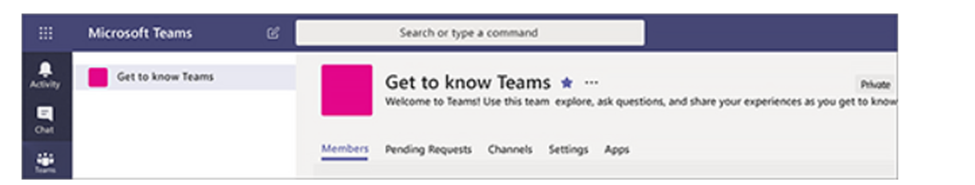 Microsoft Teams
Search or type a command
Activity
Chat
Teams
Get to know Teams
Get to know Teams ★ ···
Private
Welcome to Teams! Use this team explore, ask questions, and share your experiences as you get to know
Members Pending Requests Channels Settings Apps